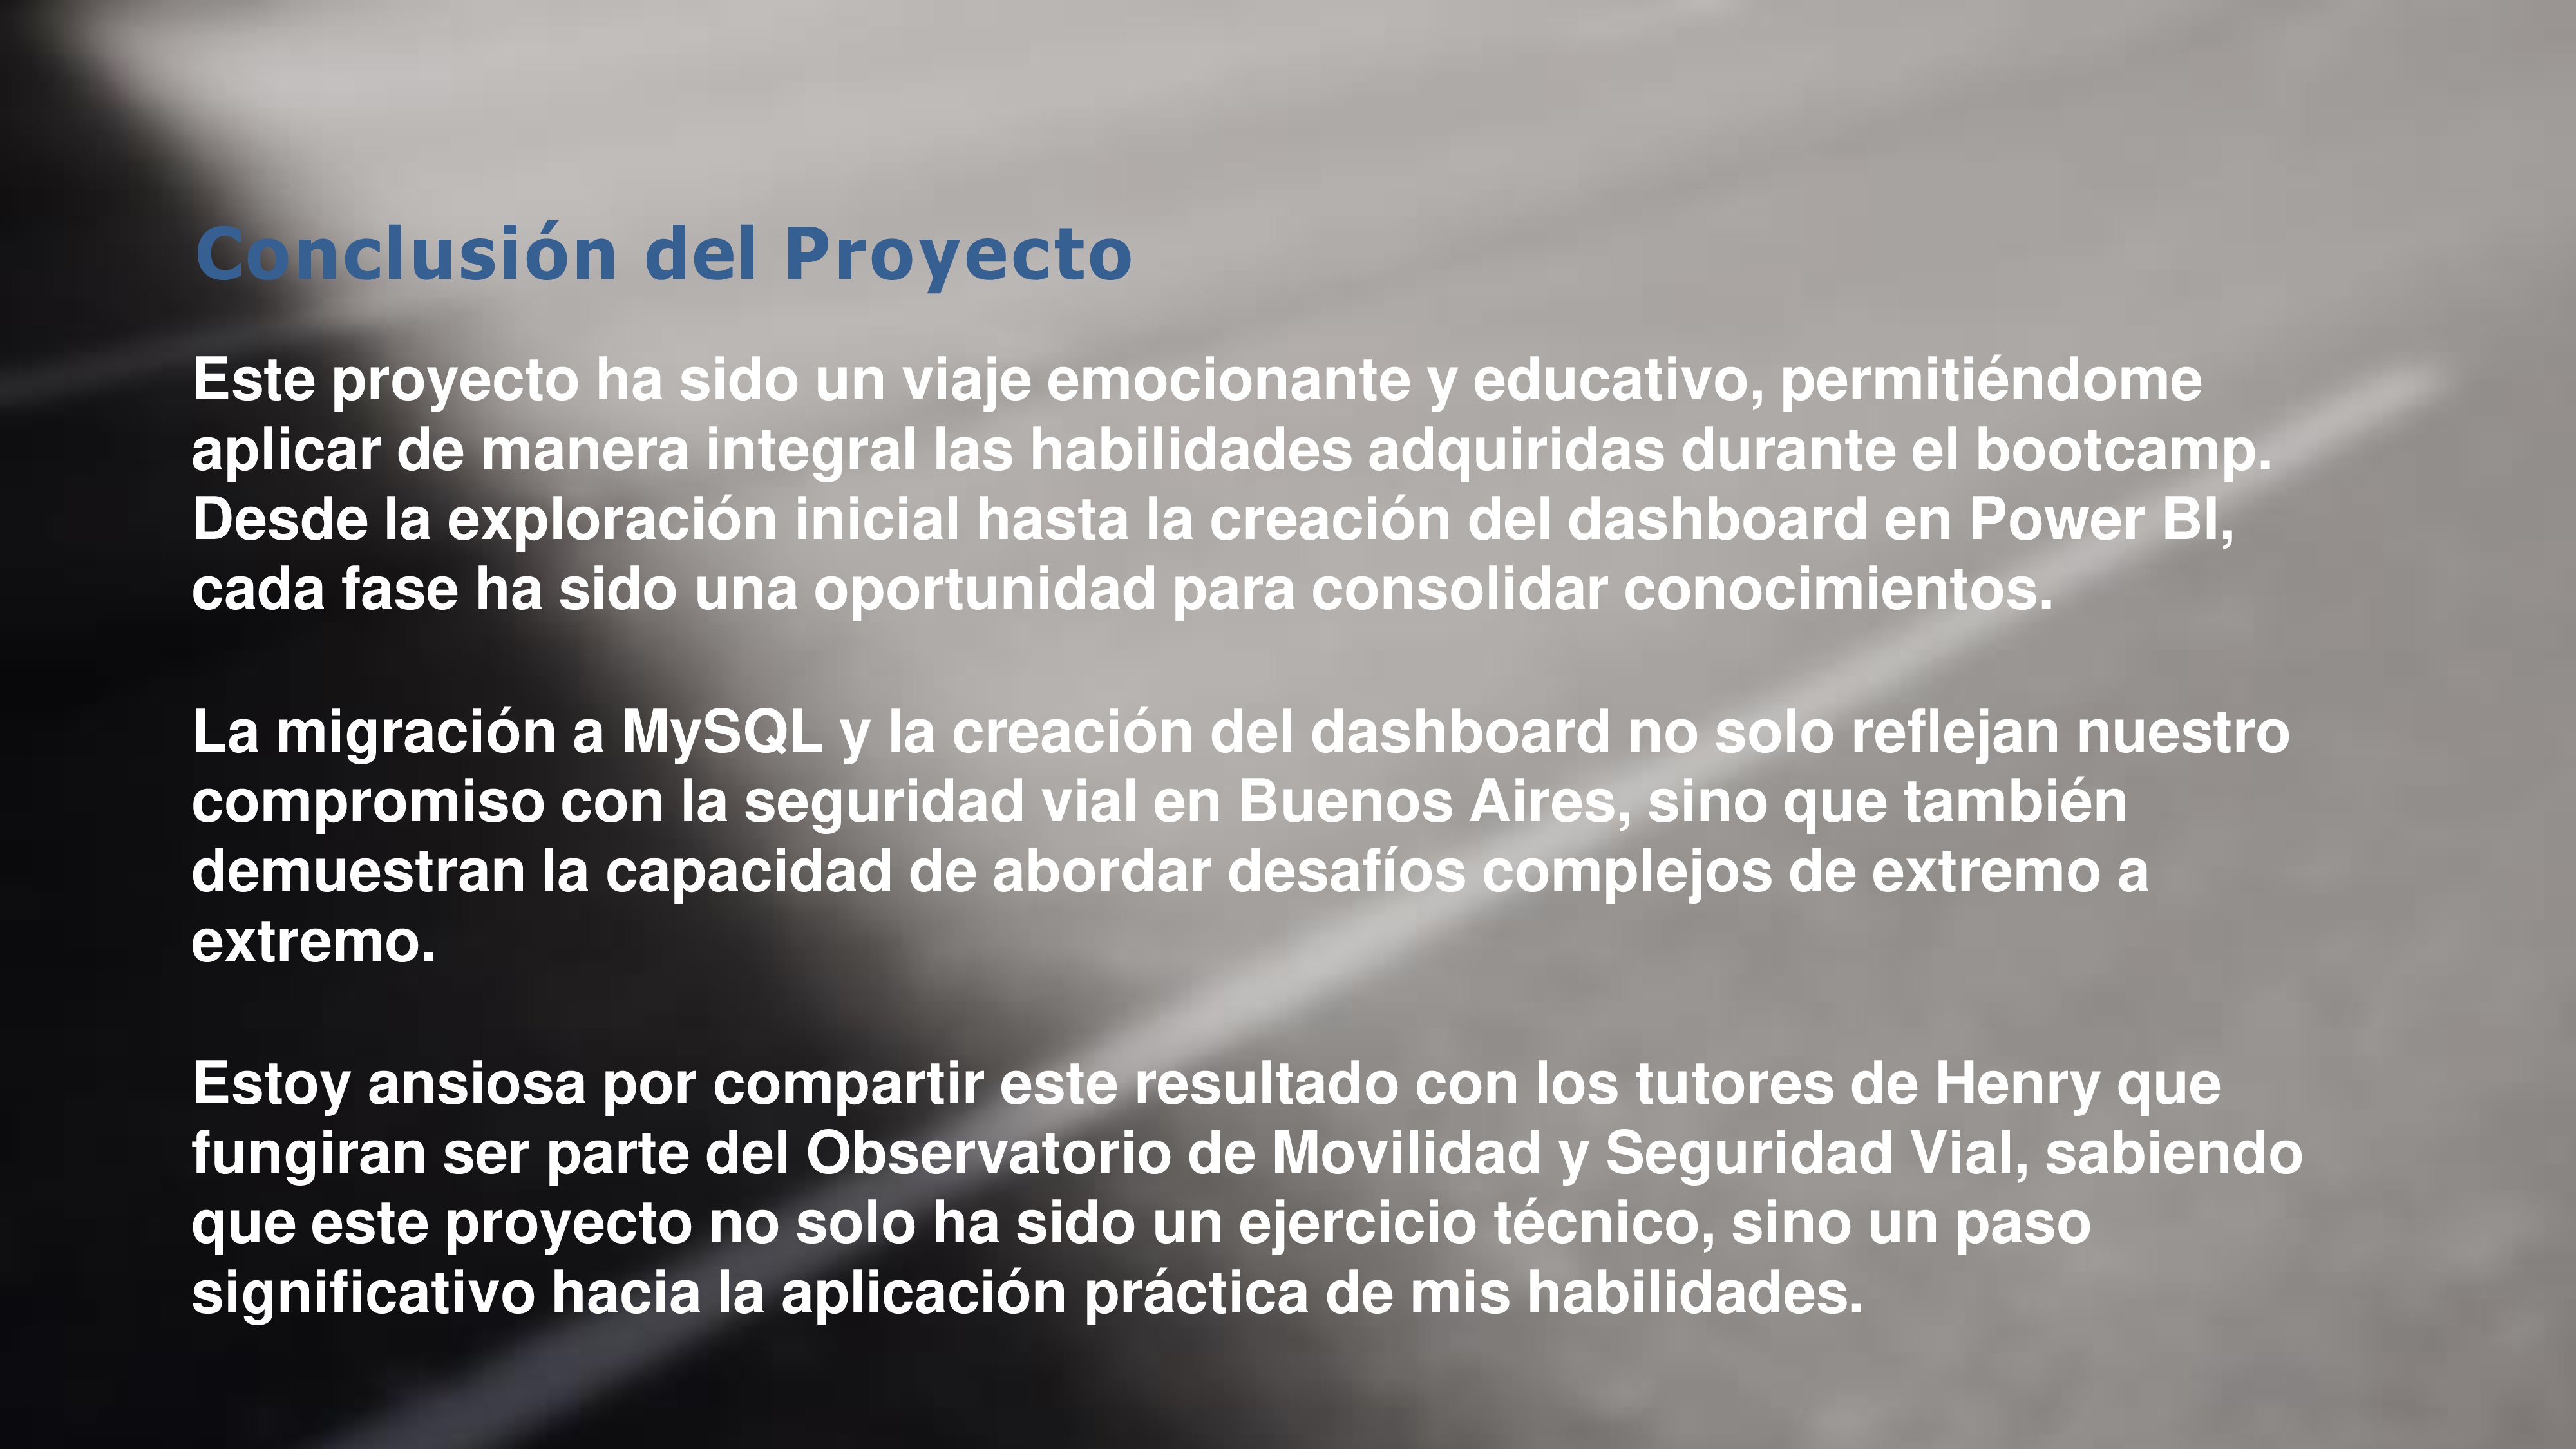 Conclusión del Proyecto
Este proyecto ha sido un viaje emocionante y educativo, permitiéndome
aplicar de manera integral las habilidades adquiridas durante el bootcamp.
Desde la exploración inicial hasta la creación del dashboard en Power BI,
cada fase ha sido una oportunidad para consolidar conocimientos.
La migración a MySQL y la creación del dashboard no solo reflejan nuestro
compromiso con la seguridad vial en Buenos Aires, sino que también
demuestran la capacidad de abordar desafíos complejos de extremo a
extremo.
Estoy ansiosa por compartir este resultado con los tutores de Henry que
fungiran ser parte del Observatorio de Movilidad y Seguridad Vial, sabiendo
que este proyecto no solo ha sido un ejercicio técnico, sino un paso
significativo hacia la aplicación práctica de mis habilidades.